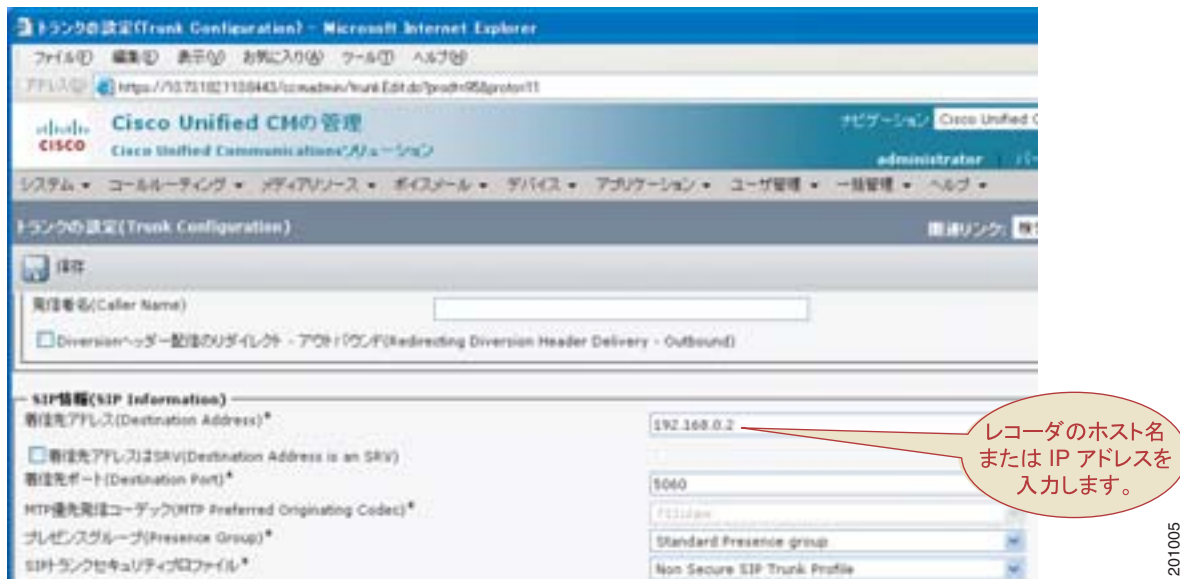 トランクの設定(Trunk Configuration) - Microsoft Internet Explorer
ファイル(F) 編集(E) 表示(V) お気に入り(A) ツール(T) ヘルプ(H)
アドレス(D)
CISCO
Cisco Unified CMの管理
Cisco Unified Communicationsソリューション
ナビゲーション Cisco Unified C
administrator
システム コールルーティング メディアリソース ボイスメール デバイス アプリケーション ユーザ管理 一括管理 ヘルプ
トランクの設定(Trunk Configuration)
関連リンク: 検
保存
発信者名(Caller Name)
Diversionヘッダー配信のリダイレクト - アウトバウンド(Redirecting Diversion Header Delivery - Outbound)
SIP情報(SIP Information)
着信先アドレス(Destination Address)* 192.168.0.2
レコーダのホスト名
または IP アドレスを
入力します。
着信先アドレスはSRV(Destination Address is an SRV)
着信先ポート(Destination Port)* 5060
MTP優先発信コーデック(MTP Preferred Originating Codec)*
プレゼンスグループ(Presence Group)* Standard Presence group
SIPトランクセキュリティプロファイル* Non Secure SIP Trunk Profile
201005